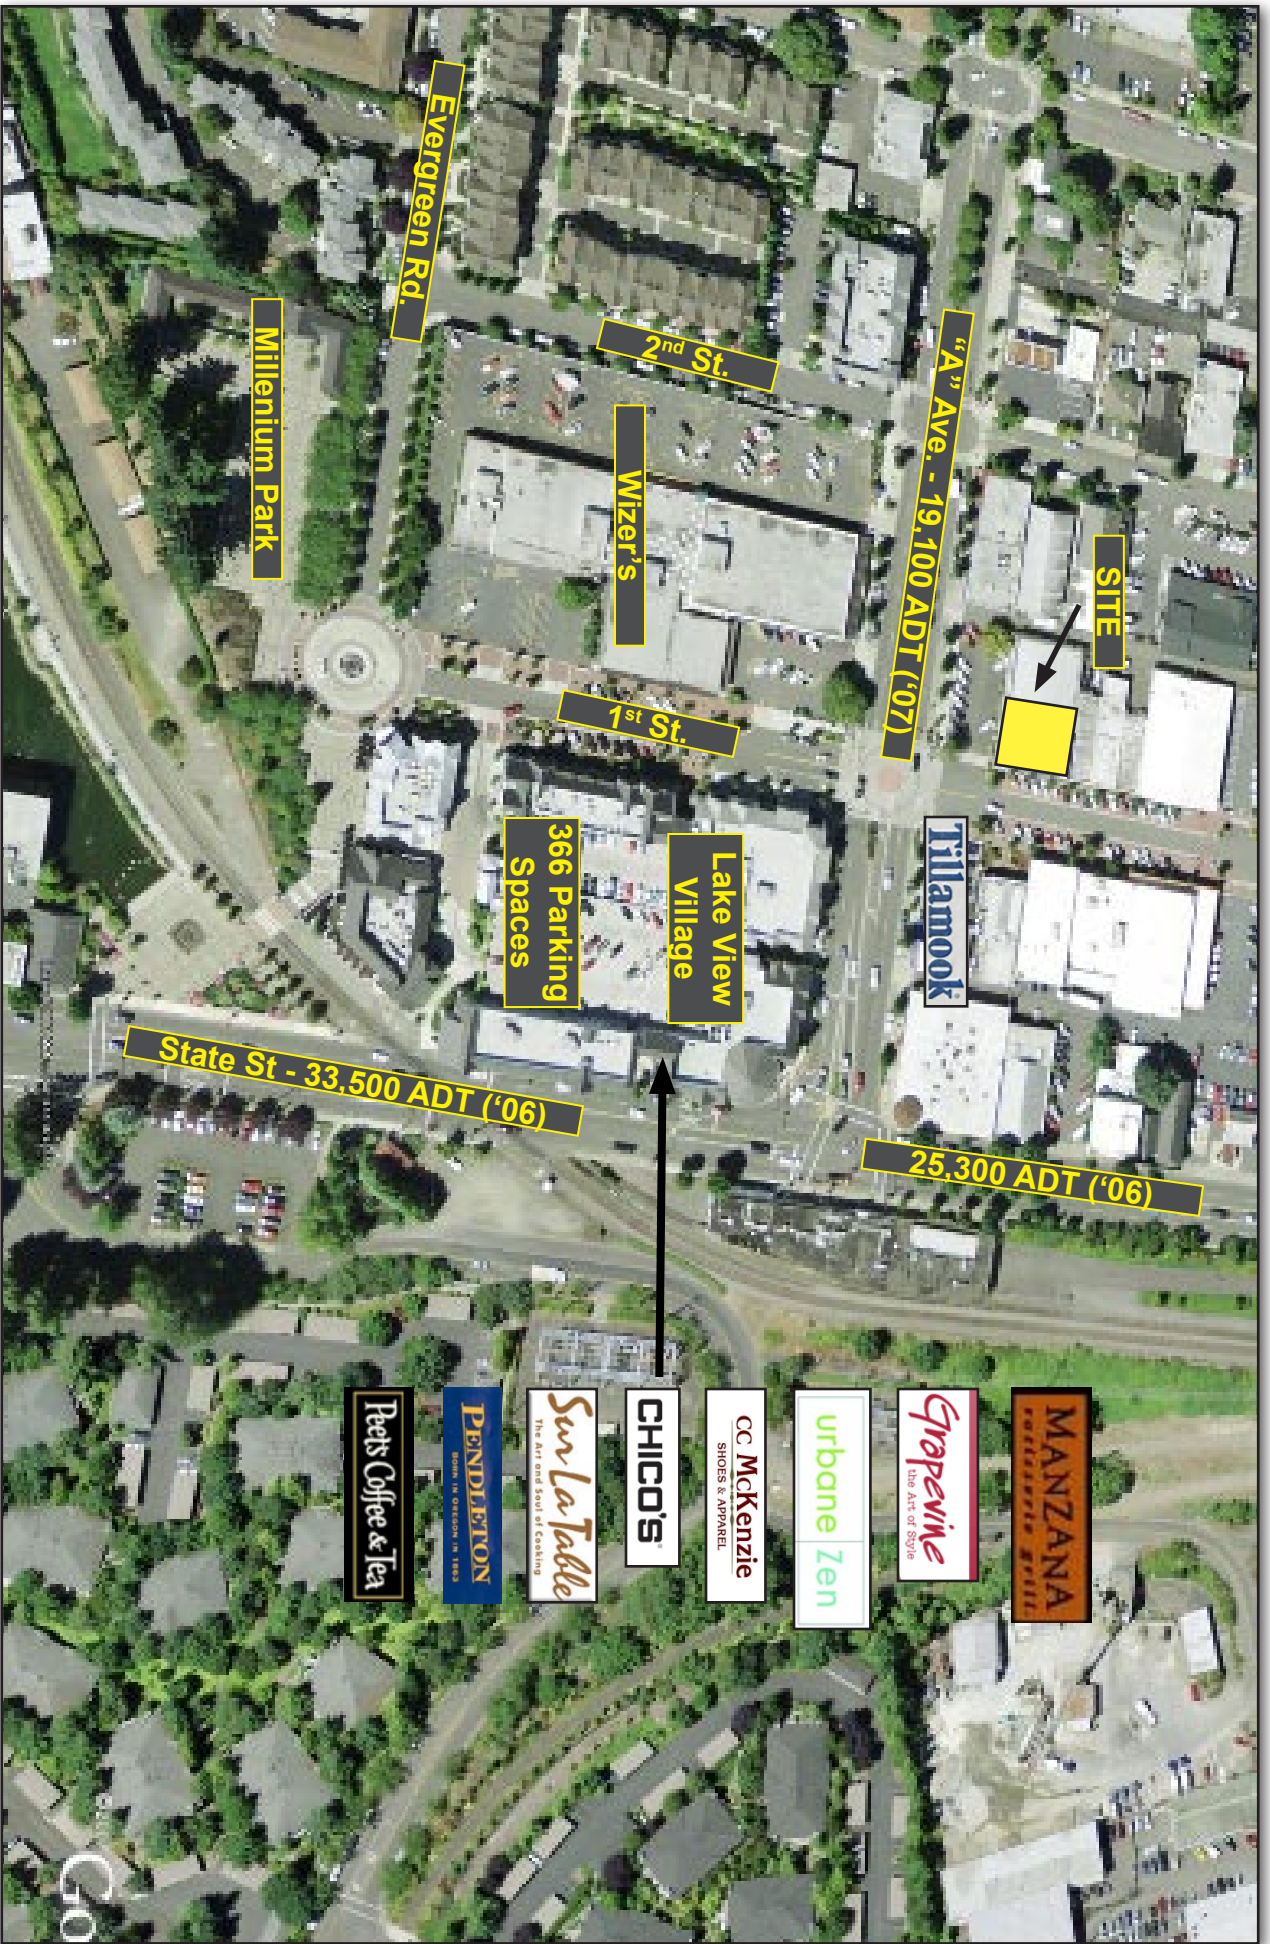 Evergreen Rd.
Millenium Park
2nd St.
Wizer's
"A" Ave. - 19,100 ADT ('07)
SITE
1st St.
Tillamook
Lake View
Village
366 Parking
Spaces
State St - 33,500 ADT ('06)
25,300 ADT ('06)
MANZANA
rotisserie grill.
Grapevine
the Art of Style
urbane Zen
CC McKenzie
SHOES & APPAREL
CHICO'S
Sur La Table
The Art and Soul of Cooking
PENDLETON
BORN IN OREGON IN 1863
Peet's Coffee & Tea
Go